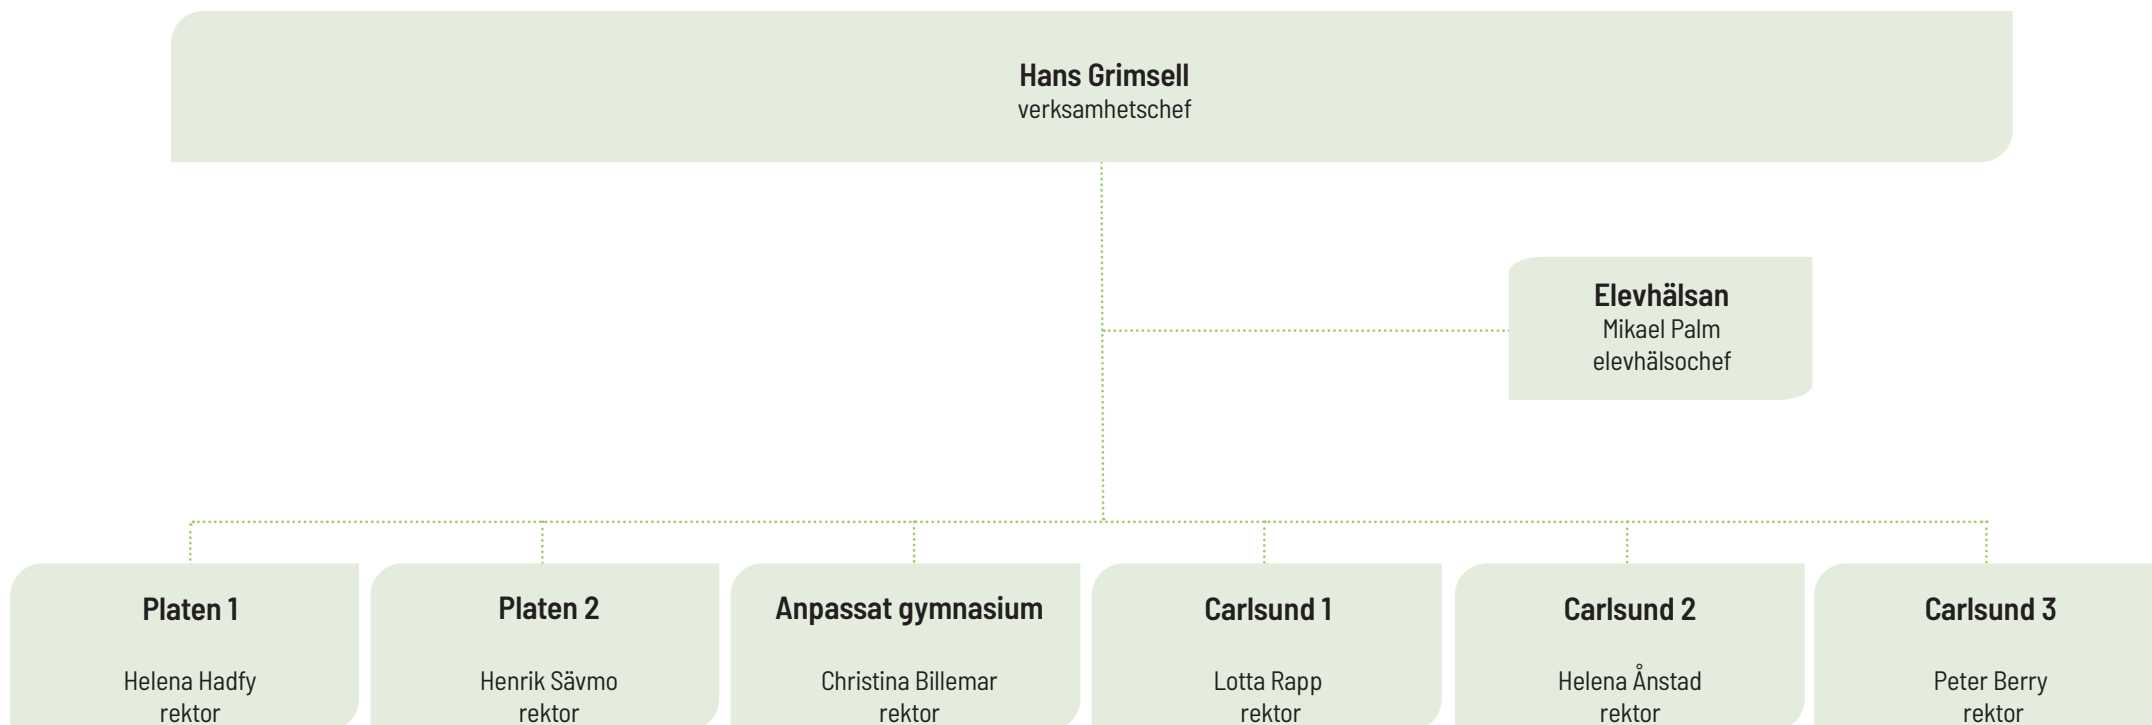 Hans Grimsell
verksamhetschef
Elevhälsan
Mikael Palm
elevhälsochef
Platen 1
Helena Hadfy
rektor
Platen 2
Henrik Sävmo
rektor
Anpassat gymnasium
Christina Billemar
rektor
Carlsund 1
Lotta Rapp
rektor
Carlsund 2
Helena Ånstad
rektor
Carlsund 3
Peter Berry
rektor